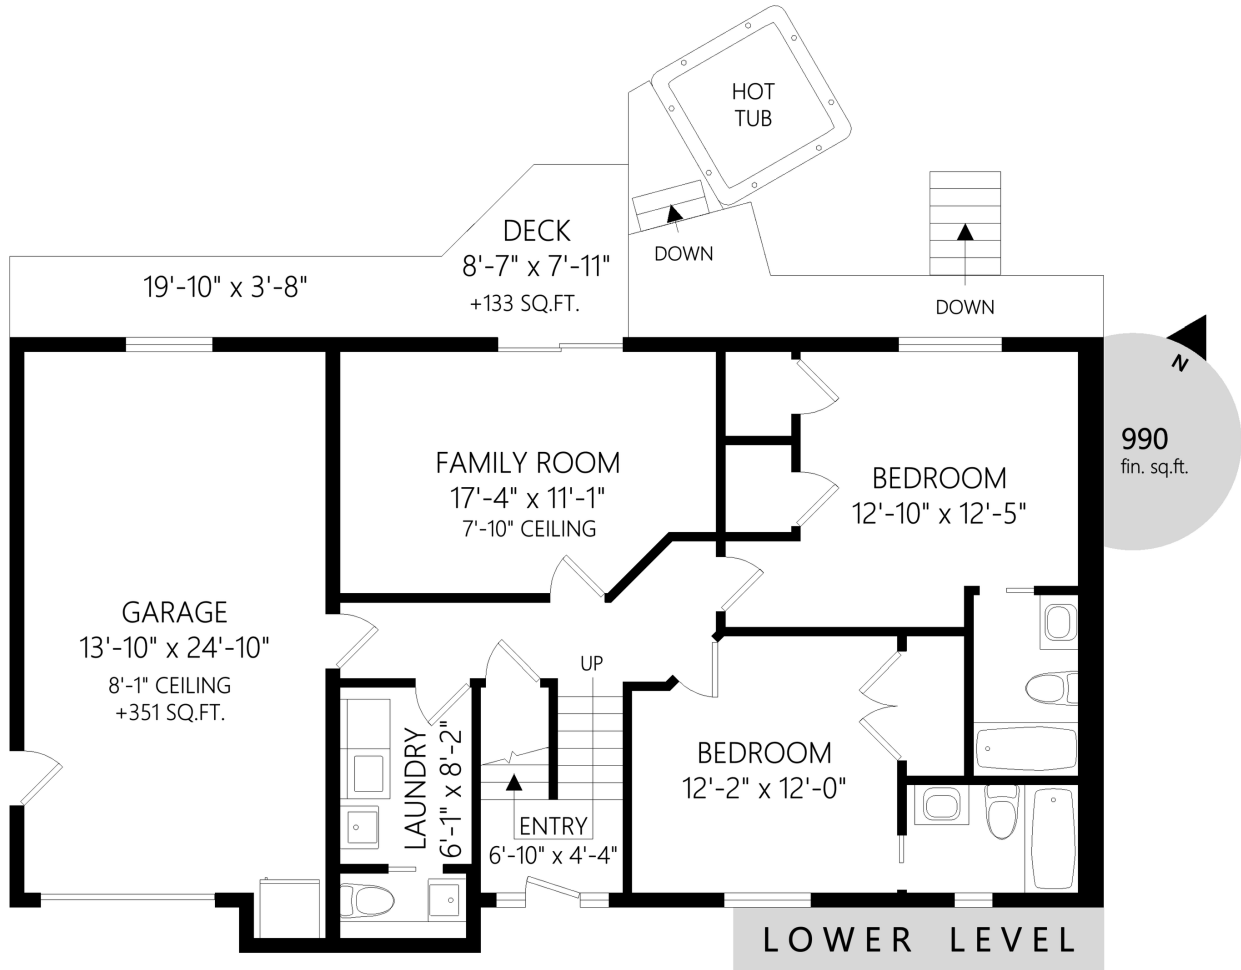 HOT
TUB
DECK
8'-7" x 7'-11"
+133 SQ.FT.
DOWN
19'-10" x 3'-8"
DOWN
N
990
fin. sq.ft.
FAMILY ROOM
17'-4" x 11'-1"
7'-10" CEILING
BEDROOM
12'-10" x 12'-5"
GARAGE
13'-10" x 24'-10"
8'-1" CEILING
+351 SQ.FT.
UP
LAUNDRY
6'-1" x 8'-2"
BEDROOM
12'-2" x 12'-0"
ENTRY
6'-10" x 4'-4"
LOWER LEVEL